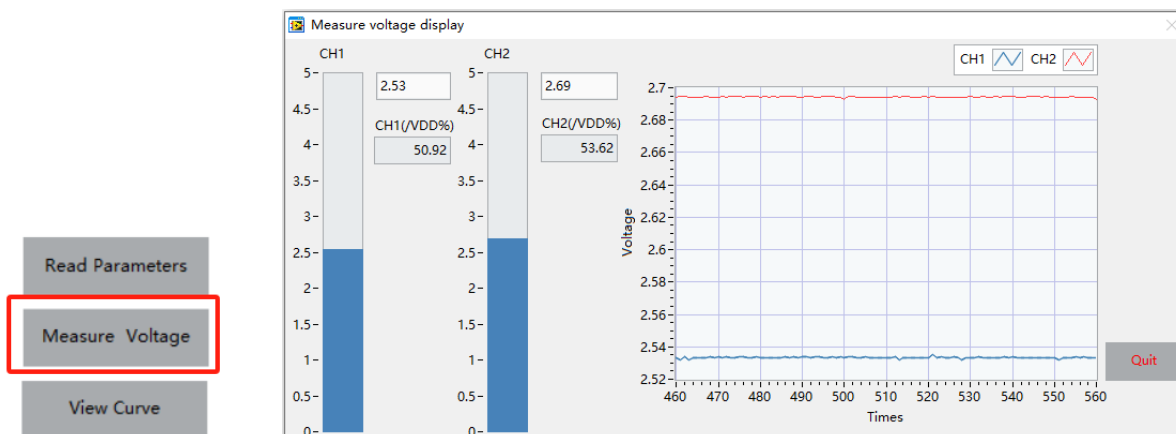 Measure voltage display
CH1
CH2
CH1 CH2
5
4.5
4
3.5
3
2.5
2
1.5
1
0.5
0
2.53
CH1(/VDD%)
50.92
5
4.5
4
3.5
3
2.5
2
1.5
1
0.5
0
2.69
CH2(/VDD%)
53.62
Voltage
2.7
2.68
2.66
2.64
2.62
2.6
2.58
2.56
2.54
2.52
460 470 480 490 500 510 520 530 540 550 560
Times
Quit
Read Parameters
Measure Voltage
View Curve